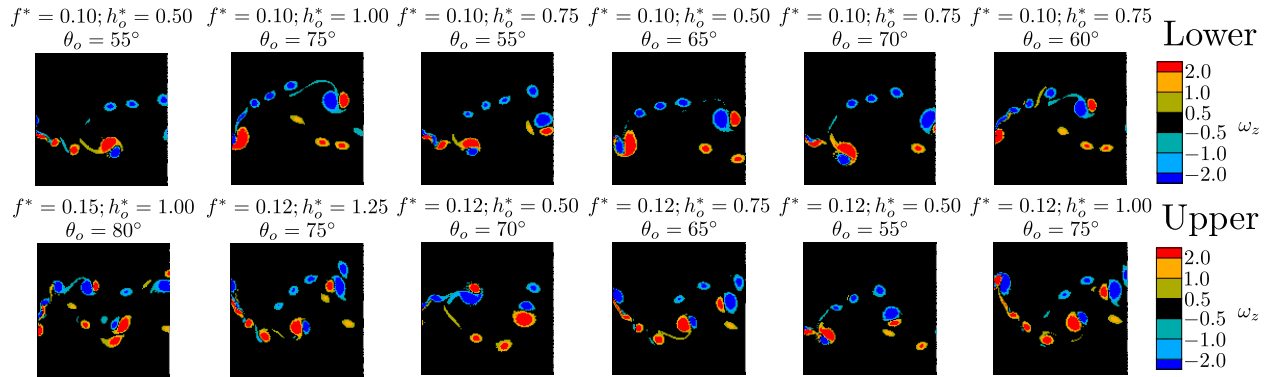 f* = 0.10; h*ₒ = 0.50 f* = 0.10; h*ₒ = 1.00 f* = 0.10; h*ₒ = 0.75 f* = 0.10; h*ₒ = 0.50 f* = 0.10; h*ₒ = 0.75 f* = 0.10; h*ₒ = 0.75
θₒ = 55° θₒ = 75° θₒ = 55° θₒ = 65° θₒ = 70° θₒ = 60°
Lower
2.0
1.0
0.5
−0.5
−1.0
−2.0
ω_z
f* = 0.15; h*ₒ = 1.00 f* = 0.12; h*ₒ = 1.25 f* = 0.12; h*ₒ = 0.50 f* = 0.12; h*ₒ = 0.75 f* = 0.12; h*ₒ = 0.50 f* = 0.12; h*ₒ = 1.00
θₒ = 80° θₒ = 75° θₒ = 70° θₒ = 65° θₒ = 55° θₒ = 75°
Upper
2.0
1.0
0.5
−0.5
−1.0
−2.0
ω_z